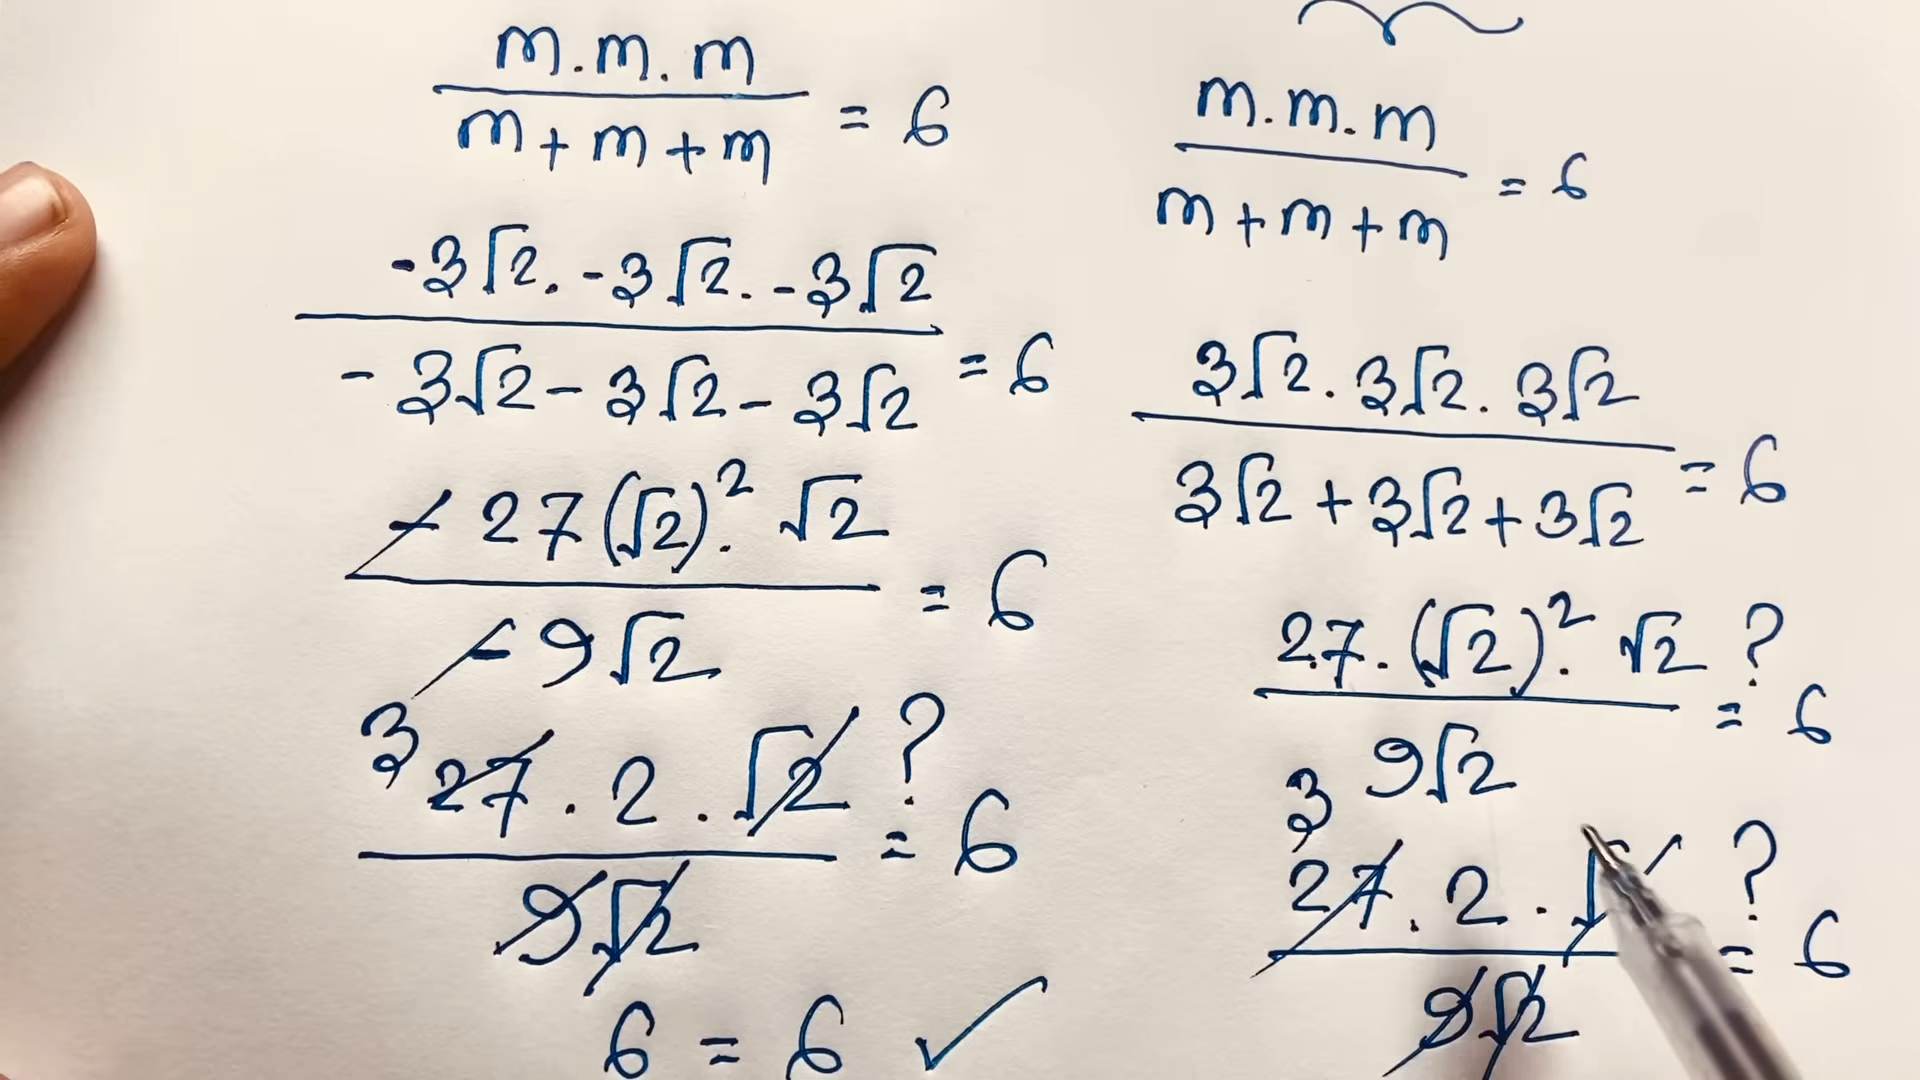 m.m.m
m+m+m = 6
-3√2. -3√2. -3√2
- 3√2 - 3√2 - 3√2 = 6
- 27(√2)². √2
- 9√2 = 6
3 27 . 2 . √2 ?
9√2 = 6
6 = 6 ✓
m.m.m
m+m+m = 6
3√2 . 3√2 . 3√2
3√2 + 3√2 + 3√2 = 6
27 . (√2)². √2 ?
9√2 = 6
3
27 . 2 . √ ?
9√2 = 6